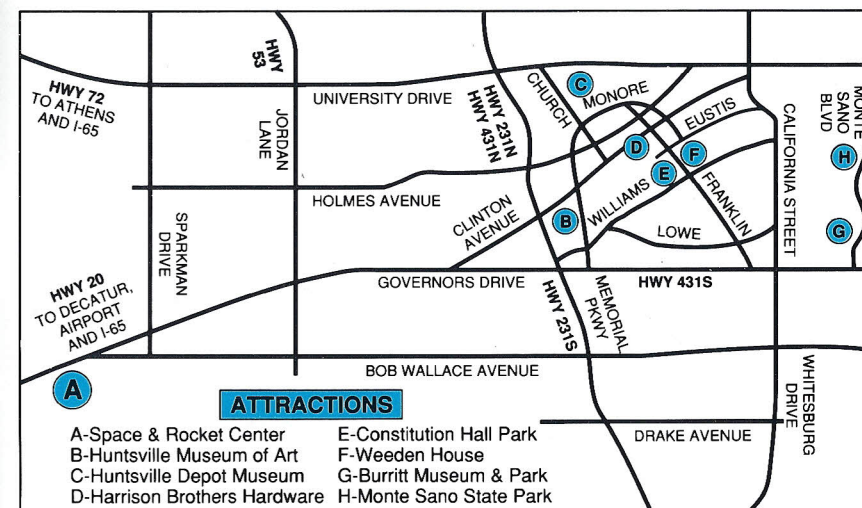 HWY 72
TO ATHENS
AND I-65
HWY
53
UNIVERSITY DRIVE
HWY 231N
HWY 431N
CHURCH
C
MONORE
EUSTIS
MONTE
SANO
BLVD
H
JORDAN
LANE
D
F
E
CALIFORNIA STREET
HOLMES AVENUE
CLINTON
AVENUE
B
WILLIAMS
FRANKLIN
LOWE
G
SPARKMAN
DRIVE
HWY 20
TO DECATUR,
AIRPORT
AND I-65
GOVERNORS DRIVE
HWY 431S
HWY 231S
MEMORIAL
PKWY
A
BOB WALLACE AVENUE
WHITESBURG
DRIVE
DRAKE AVENUE
ATTRACTIONS
A-Space & Rocket Center
B-Huntsville Museum of Art
C-Huntsville Depot Museum
D-Harrison Brothers Hardware
E-Constitution Hall Park
F-Weeden House
G-Burritt Museum & Park
H-Monte Sano State Park